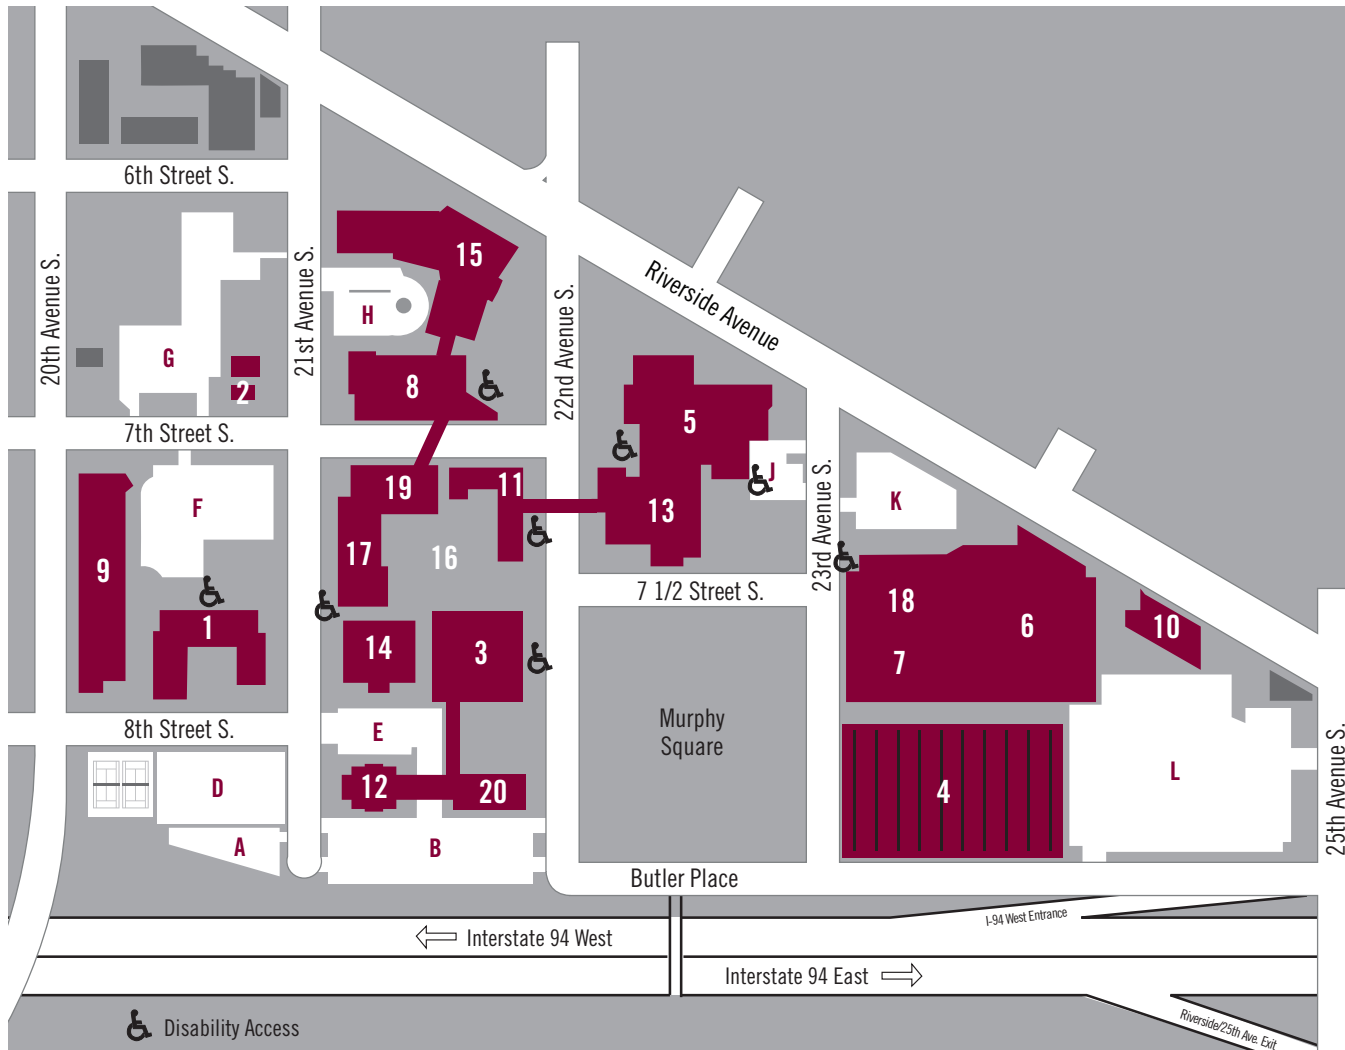 6th Street S.
15
20th Avenue S.
21st Avenue S.
22nd Avenue S.
Riverside Avenue
H
G
2
8
7th Street S.
5
J
23rd Avenue S.
K
F
19
11
13
9
17
16
7 1/2 Street S.
18
6
10
1
14
3
7
8th Street S.
E
Murphy
Square
D
12
20
4
L
25th Avenue S.
A
B
Butler Place
I-94 West Entrance
Interstate 94 West
Interstate 94 East
Riverside/25th Ave. Exit
Disability Access